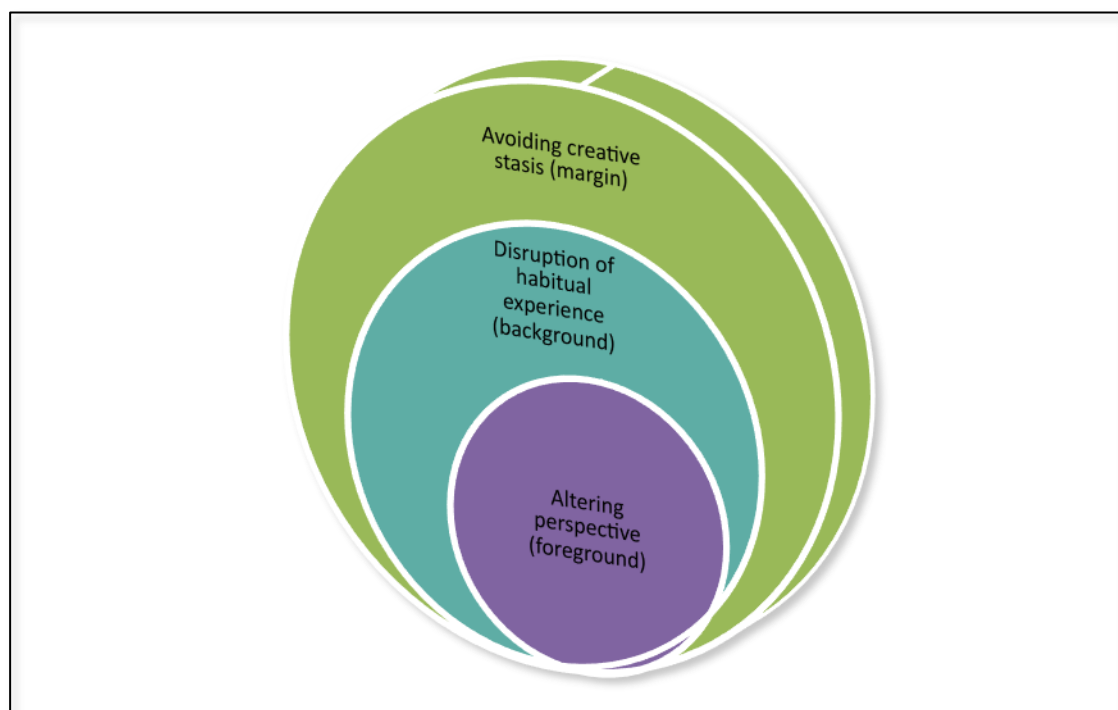 Avoiding creative
stasis (margin)
Disruption of
habitual
experience
(background)
Altering
perspective
(foreground)